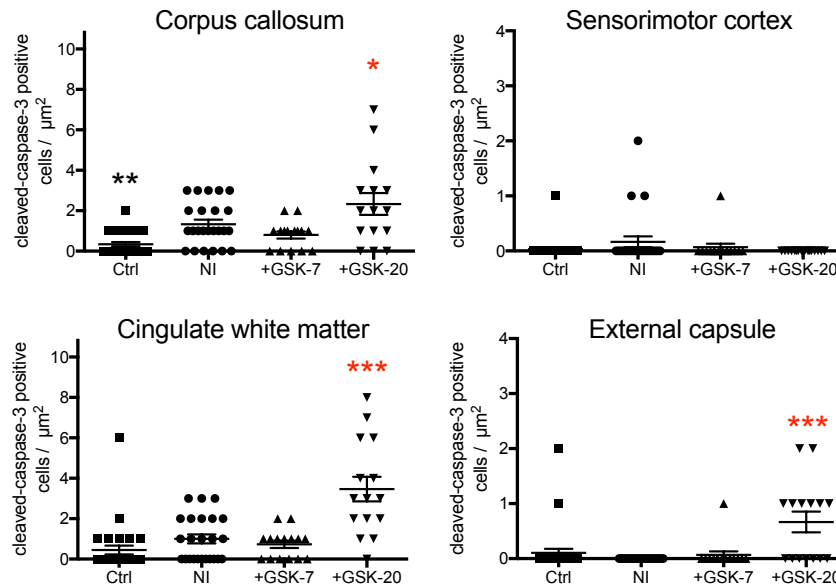 Corpus callosum
cleaved-caspase-3 positive
cells / μm²
10
8
6
4
2
0
**
*
Ctrl NI +GSK-7 +GSK-20
Sensorimotor cortex
cleaved-caspase-3 positive
cells / μm²
4
3
2
1
0
Ctrl NI +GSK-7 +GSK-20
Cingulate white matter
cleaved-caspase-3 positive
cells / μm²
10
8
6
4
2
0
***
Ctrl NI +GSK-7 +GSK-20
External capsule
cleaved-caspase-3 positive
cells / μm²
4
3
2
1
0
***
Ctrl NI +GSK-7 +GSK-20